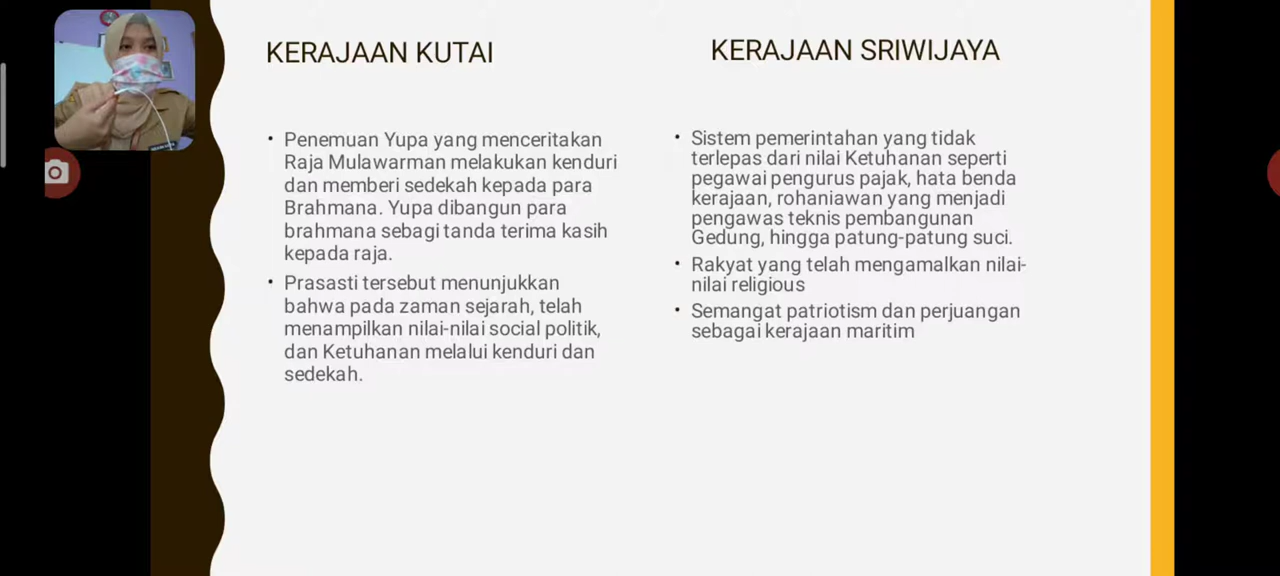 KERAJAAN KUTAI
• Penemuan Yupa yang menceritakan
Raja Mulawarman melakukan kenduri
dan memberi sedekah kepada para
Brahmana. Yupa dibangun para
brahmana sebagi tanda terima kasih
kepada raja.
• Prasasti tersebut menunjukkan
bahwa pada zaman sejarah, telah
menampilkan nilai-nilai social politik,
dan Ketuhanan melalui kenduri dan
sedekah.
KERAJAAN SRIWIJAYA
• Sistem pemerintahan yang tidak
terlepas dari nilai Ketuhanan seperti
pegawai pengurus pajak, hata benda
kerajaan, rohaniawan yang menjadi
pengawas teknis pembangunan
Gedung, hingga patung-patung suci.
• Rakyat yang telah mengamalkan nilai-
nilai religious
• Semangat patriotism dan perjuangan
sebagai kerajaan maritim